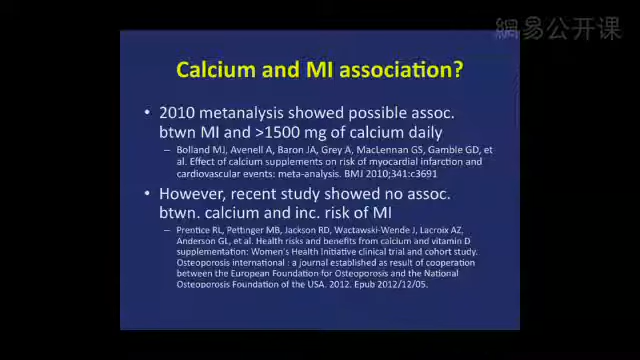 網易公开课
Calcium and MI association?
• 2010 metanalysis showed possible assoc.
btwn MI and >1500 mg of calcium daily
– Bolland MJ, Avenell A, Baron JA, Grey A, MacLennan GS, Gamble GD, et
al. Effect of calcium supplements on risk of myocardial infarction and
cardiovascular events: meta-analysis. BMJ 2010;341:c3691
• However, recent study showed no assoc.
btwn. calcium and inc. risk of MI
– Prentice RL, Pettinger MB, Jackson RD, Wactawski-Wende J, Lacroix AZ,
Anderson GL, et al. Health risks and benefits from calcium and vitamin D
supplementation: Women's Health Initiative clinical trial and cohort study.
Osteoporosis international : a journal established as result of cooperation
between the European Foundation for Osteoporosis and the National
Osteoporosis Foundation of the USA. 2012. Epub 2012/12/05.